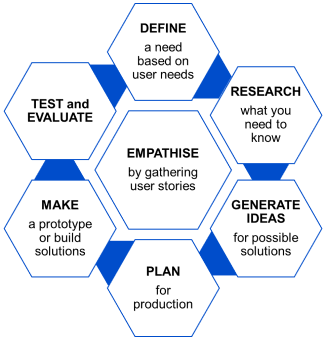 DEFINE
a need
based on
user needs
RESEARCH
what you
need to
know
GENERATE
IDEAS
for possible
solutions
PLAN
for
production
MAKE
a prototype
or build
solutions
TEST and
EVALUATE
EMPATHISE
by gathering
user stories